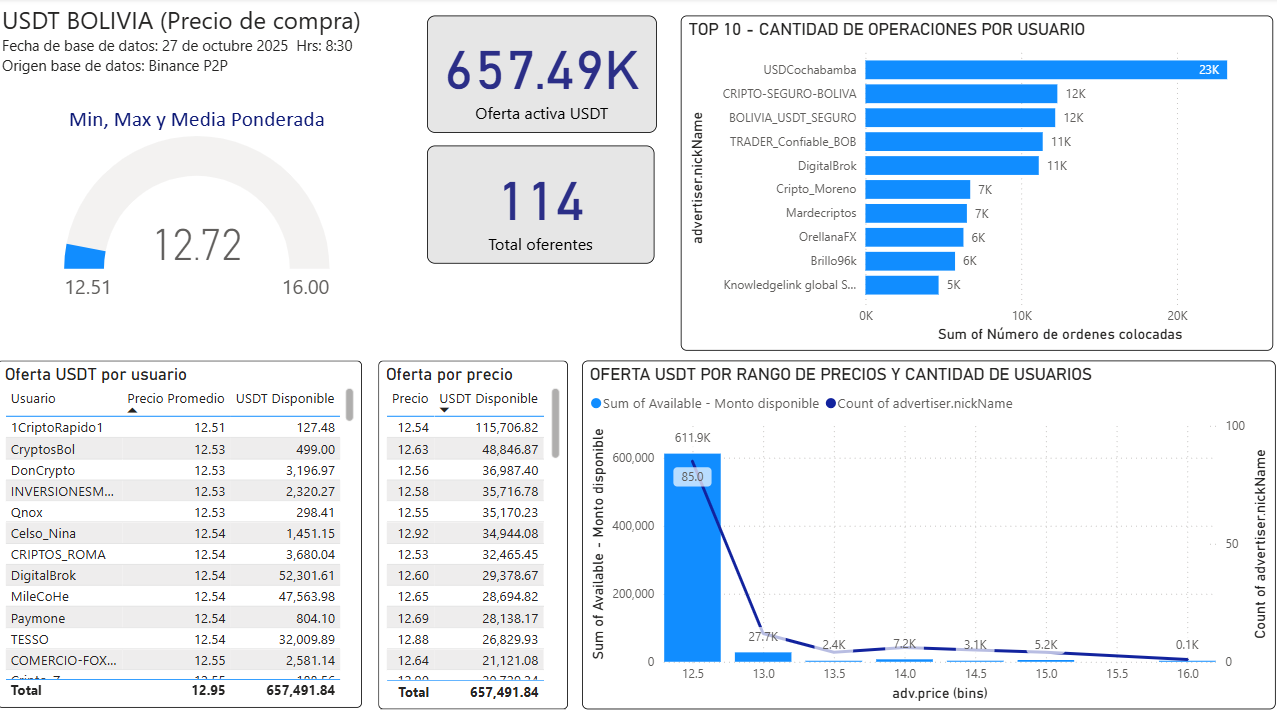 USDT BOLIVIA (Precio de compra)
Fecha de base de datos: 27 de octubre 2025 Hrs: 8:30
Origen base de datos: Binance P2P
Min, Max y Media Ponderada
12.72
12.51 16.00
657.49K
Oferta activa USDT
114
Total oferentes
TOP 10 - CANTIDAD DE OPERACIONES POR USUARIO
advertiser.nickName
USDCochabamba 23K
CRIPTO-SEGURO-BOLIVA 12K
BOLIVIA_USDT_SEGURO 12K
TRADER_Confiable_BOB 11K
DigitalBrok 11K
Cripto_Moreno 7K
Mardecriptos 7K
OrellanaFX 6K
Brillo96k 6K
Knowledgelink global S... 5K
0K 10K 20K
Sum of Número de ordenes colocadas
Oferta USDT por usuario
Usuario Precio Promedio USDT Disponible
1CriptoRapido1 12.51 127.48
CryptosBol 12.53 499.00
DonCrypto 12.53 3,196.97
INVERSIONESM... 12.53 2,320.27
Qnox 12.53 298.41
Celso_Nina 12.54 1,451.15
CRIPTOS_ROMA 12.54 3,680.04
DigitalBrok 12.54 52,301.61
MileCoHe 12.54 47,563.98
Paymone 12.54 804.10
TESSO 12.54 32,009.89
COMERCIO-FOX... 12.55 2,581.14
Total 12.95 657,491.84
Oferta por precio
Precio USDT Disponible
12.54 115,706.82
12.63 48,846.87
12.56 36,987.40
12.58 35,716.78
12.55 35,170.23
12.92 34,944.08
12.53 32,465.45
12.60 29,378.67
12.65 28,694.82
12.69 28,138.17
12.88 26,829.93
12.64 21,121.08
Total 657,491.84
OFERTA USDT POR RANGO DE PRECIOS Y CANTIDAD DE USUARIOS
Sum of Available - Monto disponible Count of advertiser.nickName
Sum of Available - Monto disponible
600,000
400,000
200,000
0
611.9K
85.0
27.7K 2.4K 7.2K 3.1K 5.2K 0.1K
12.5 13.0 13.5 14.0 14.5 15.0 16.0
adv.price (bins)
100
50
0
Count of advertiser.nickName